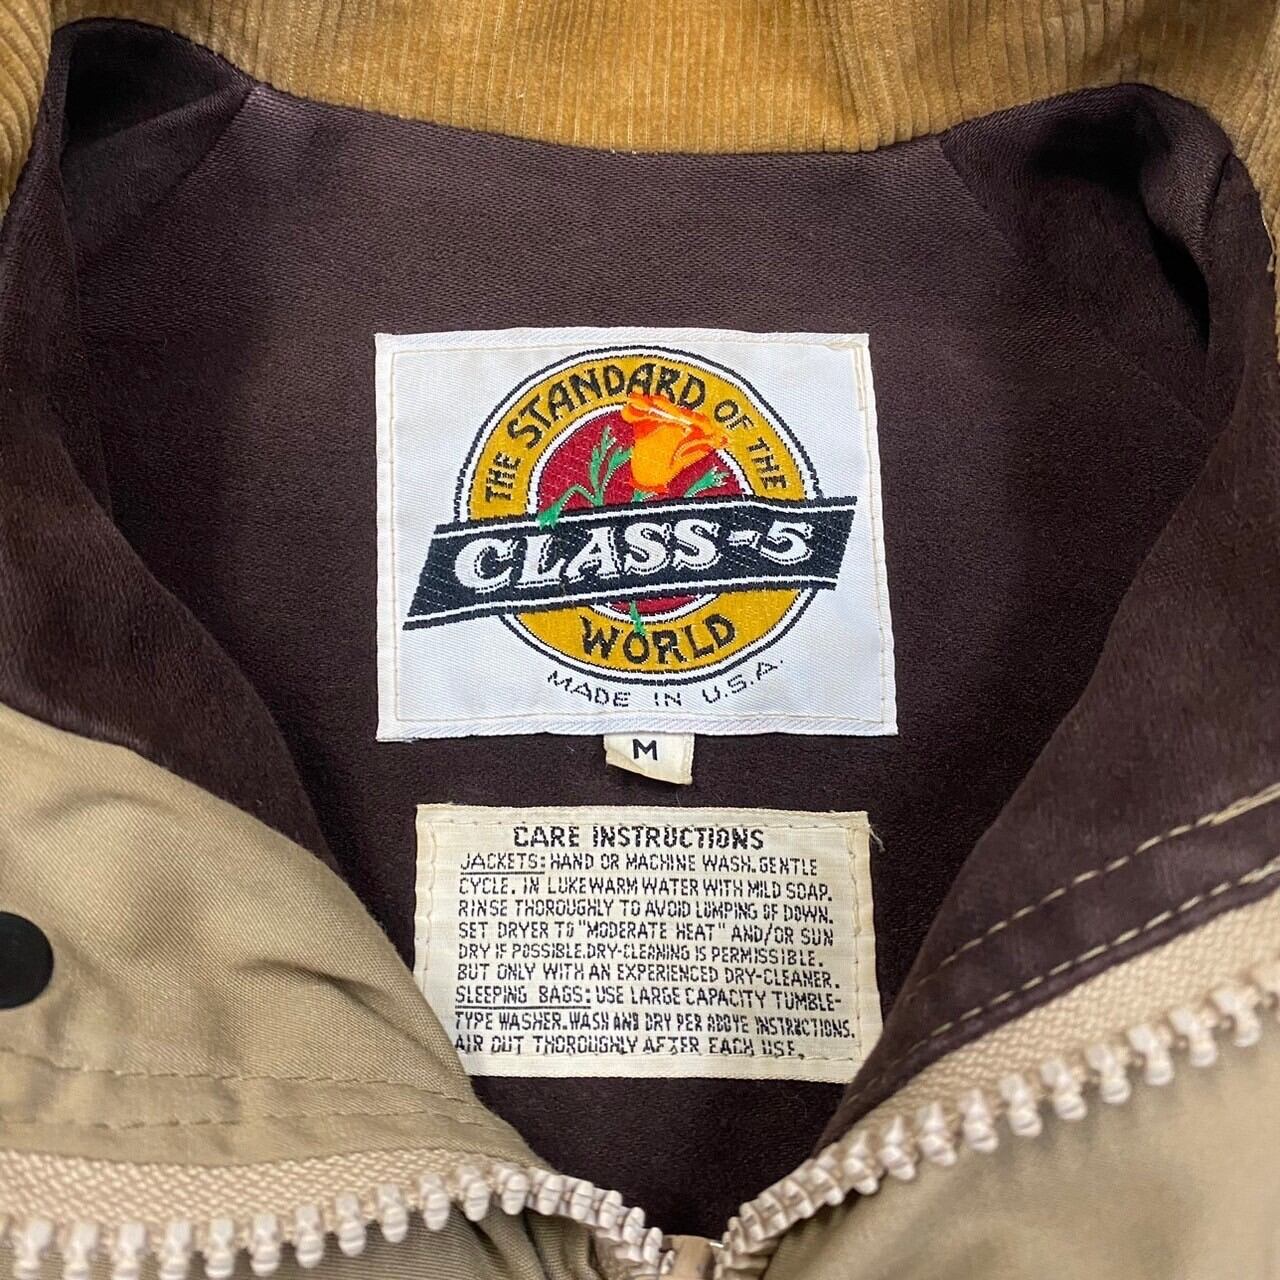 THE STANDARD OF THE
CLASS-5
WORLD
MADE IN U.S.A.
M
CARE INSTRUCTIONS
JACKETS: HAND OR MACHINE WASH. GENTLE
CYCLE. IN LUKEWARM WATER WITH MILD SOAP.
RINSE THOROUGHLY TO AVOID LUMPING OF DOWN.
SET DRYER TO "MODERATE HEAT" AND/OR SUN
DRY IF POSSIBLE. DRY-CLEANING IS PERMISSIBLE.
BUT ONLY WITH AN EXPERIENCED DRY-CLEANER.
SLEEPING BAGS: USE LARGE CAPACITY TUMBLE-
TYPE WASHER. WASH AND DRY PER ABOVE INSTRUCTIONS.
AIR OUT THOROUGHLY AFTER EACH USE.